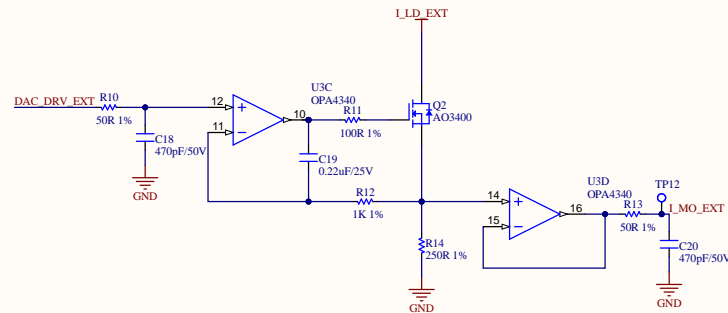 I_LD_EXT
DAC_DRV_EXT
R10
50R 1%
C18
470pF/50V
GND
12
11
10
U3C
OPA4340
R11
100R 1%
C19
0.22uF/25V
R12
1K 1%
Q2
AO3400
R14
250R 1%
GND
14
15
16
U3D
OPA4340
R13
50R 1%
TP12
I_MO_EXT
C20
470pF/50V
GND